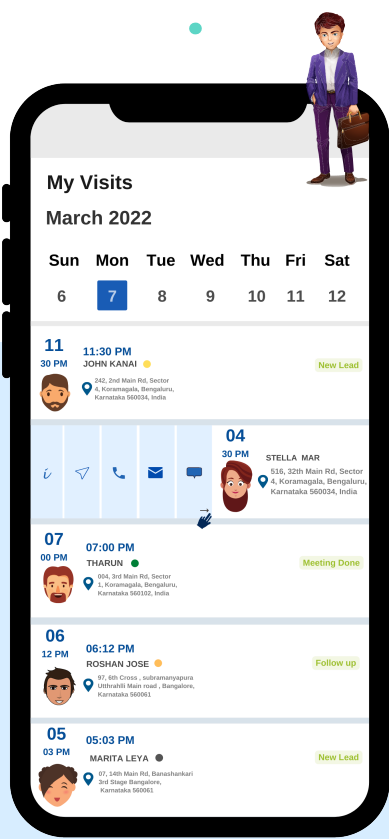 My Visits
March 2022
Sun Mon Tue Wed Thu Fri Sat
6 7 8 9 10 11 12
11
30 PM
11:30 PM
JOHN KANAI
242, 2nd Main Rd, Sector
4, Koramagala, Bengaluru,
Karnataka 560034, India
New Lead
i
04
30 PM
STELLA MAR
516, 32th Main Rd, Sector
4, Koramagala, Bengaluru,
Karnataka 560034, India
07
00 PM
07:00 PM
THARUN
004, 3rd Main Rd, Sector
1, Koramagala, Bengaluru,
Karnataka 560102, India
Meeting Done
06
12 PM
06:12 PM
ROSHAN JOSE
97, 6th Cross , subramanyapura
Utthrahlli Main road , Bangalore,
Karnataka 560061
Follow up
05
03 PM
05:03 PM
MARITA LEYA
07, 14th Main Rd, Banashankari
3rd Stage Bangalore,
Karnataka 560061
New Lead